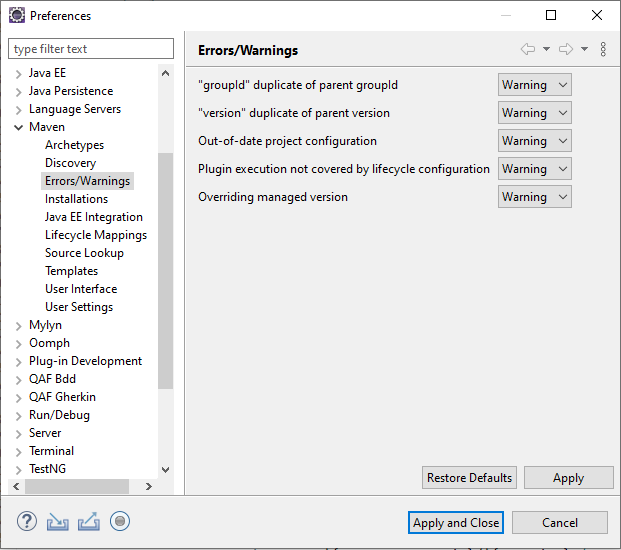 Preferences
type filter text
Java EE
Java Persistence
Language Servers
Maven
Archetypes
Discovery
Errors/Warnings
Installations
Java EE Integration
Lifecycle Mappings
Source Lookup
Templates
User Interface
User Settings
Mylyn
Oomph
Plug-in Development
QAF Bdd
QAF Gherkin
Run/Debug
Server
Terminal
TestNG
Errors/Warnings
"groupId" duplicate of parent groupId Warning
"version" duplicate of parent version Warning
Out-of-date project configuration Warning
Plugin execution not covered by lifecycle configuration Warning
Overriding managed version Warning
Restore Defaults Apply
Apply and Close Cancel